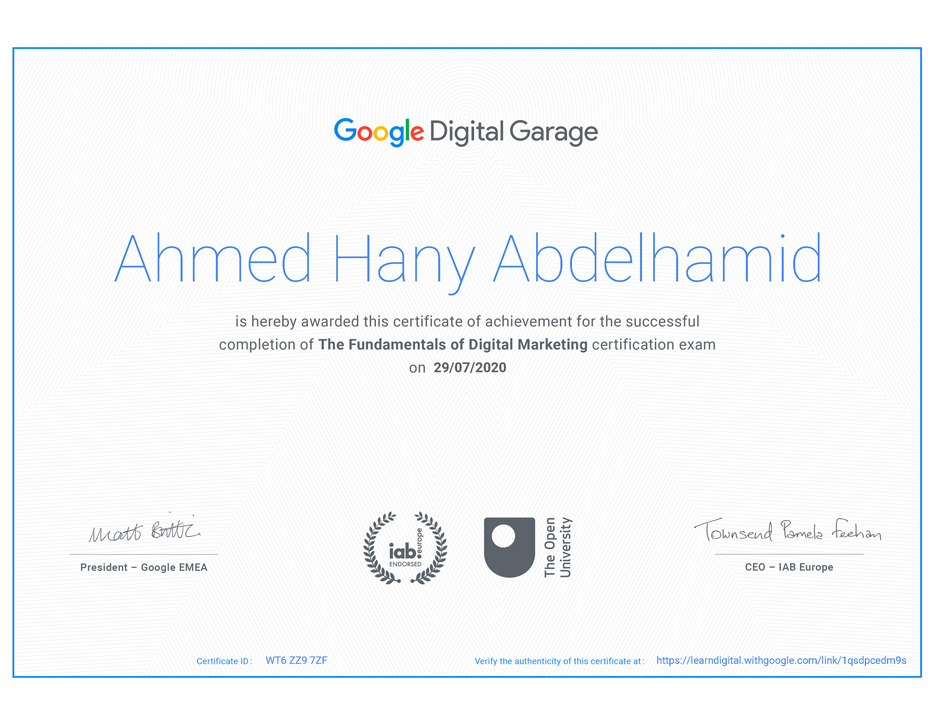 Google Digital Garage
Ahmed Hany Abdelhamid
is hereby awarded this certificate of achievement for the successful
completion of The Fundamentals of Digital Marketing certification exam
on 29/07/2020
Matt Brittin
iab. europe
ENDORSED
The Open
University
Townsend Pamela Feehan
President – Google EMEA
CEO – IAB Europe
Certificate ID : WT6 ZZ9 7ZF
Verify the authenticity of this certificate at : https://learndigital.withgoogle.com/link/1qsdpcedm9s